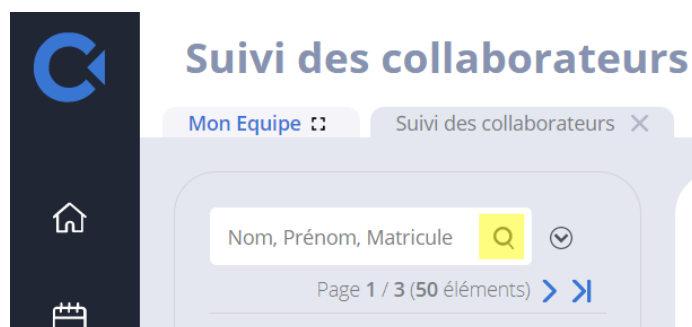 Suivi des collaborateurs
Mon Equipe Suivi des collaborateurs
Nom, Prénom, Matricule
Page 1 / 3 (50 éléments)